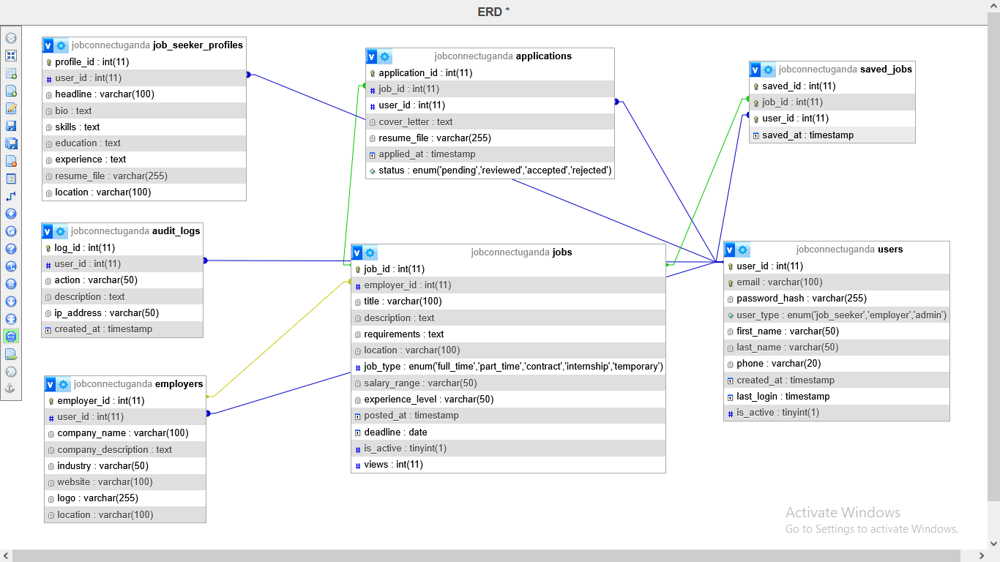 ERD *
jobconnectuganda job_seeker_profiles
profile_id : int(11)
user_id : int(11)
headline : varchar(100)
bio : text
skills : text
education : text
experience : text
resume_file : varchar(255)
location : varchar(100)
jobconnectuganda applications
application_id : int(11)
job_id : int(11)
user_id : int(11)
cover_letter : text
resume_file : varchar(255)
applied_at : timestamp
status : enum('pending','reviewed','accepted','rejected')
jobconnectuganda saved_jobs
saved_id : int(11)
job_id : int(11)
user_id : int(11)
saved_at : timestamp
jobconnectuganda audit_logs
log_id : int(11)
user_id : int(11)
action : varchar(50)
description : text
ip_address : varchar(50)
created_at : timestamp
jobconnectuganda jobs
job_id : int(11)
employer_id : int(11)
title : varchar(100)
description : text
requirements : text
location : varchar(100)
job_type : enum('full_time','part_time','contract','internship','temporary')
salary_range : varchar(50)
experience_level : varchar(50)
posted_at : timestamp
deadline : date
is_active : tinyint(1)
views : int(11)
jobconnectuganda users
user_id : int(11)
email : varchar(100)
password_hash : varchar(255)
user_type : enum('job_seeker','employer','admin')
first_name : varchar(50)
last_name : varchar(50)
phone : varchar(20)
created_at : timestamp
last_login : timestamp
is_active : tinyint(1)
jobconnectuganda employers
employer_id : int(11)
user_id : int(11)
company_name : varchar(100)
company_description : text
industry : varchar(50)
website : varchar(100)
logo : varchar(255)
location : varchar(100)
Activate Windows
Go to Settings to activate Windows.